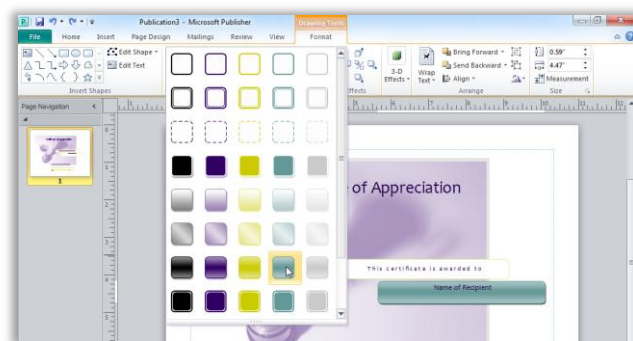 Publication3 - Microsoft Publisher
Drawing Tools
File Home Insert Page Design Mailings Review View Format
Edit Shape
Edit Text
Insert Shapes
3-D Effects
Wrap Text
Bring Forward
Send Backward
Align
Arrange
0.59"
4.47"
Measurement
Size
Page Navigation
1
of Appreciation
This certificate is awarded to
Name of Recipient